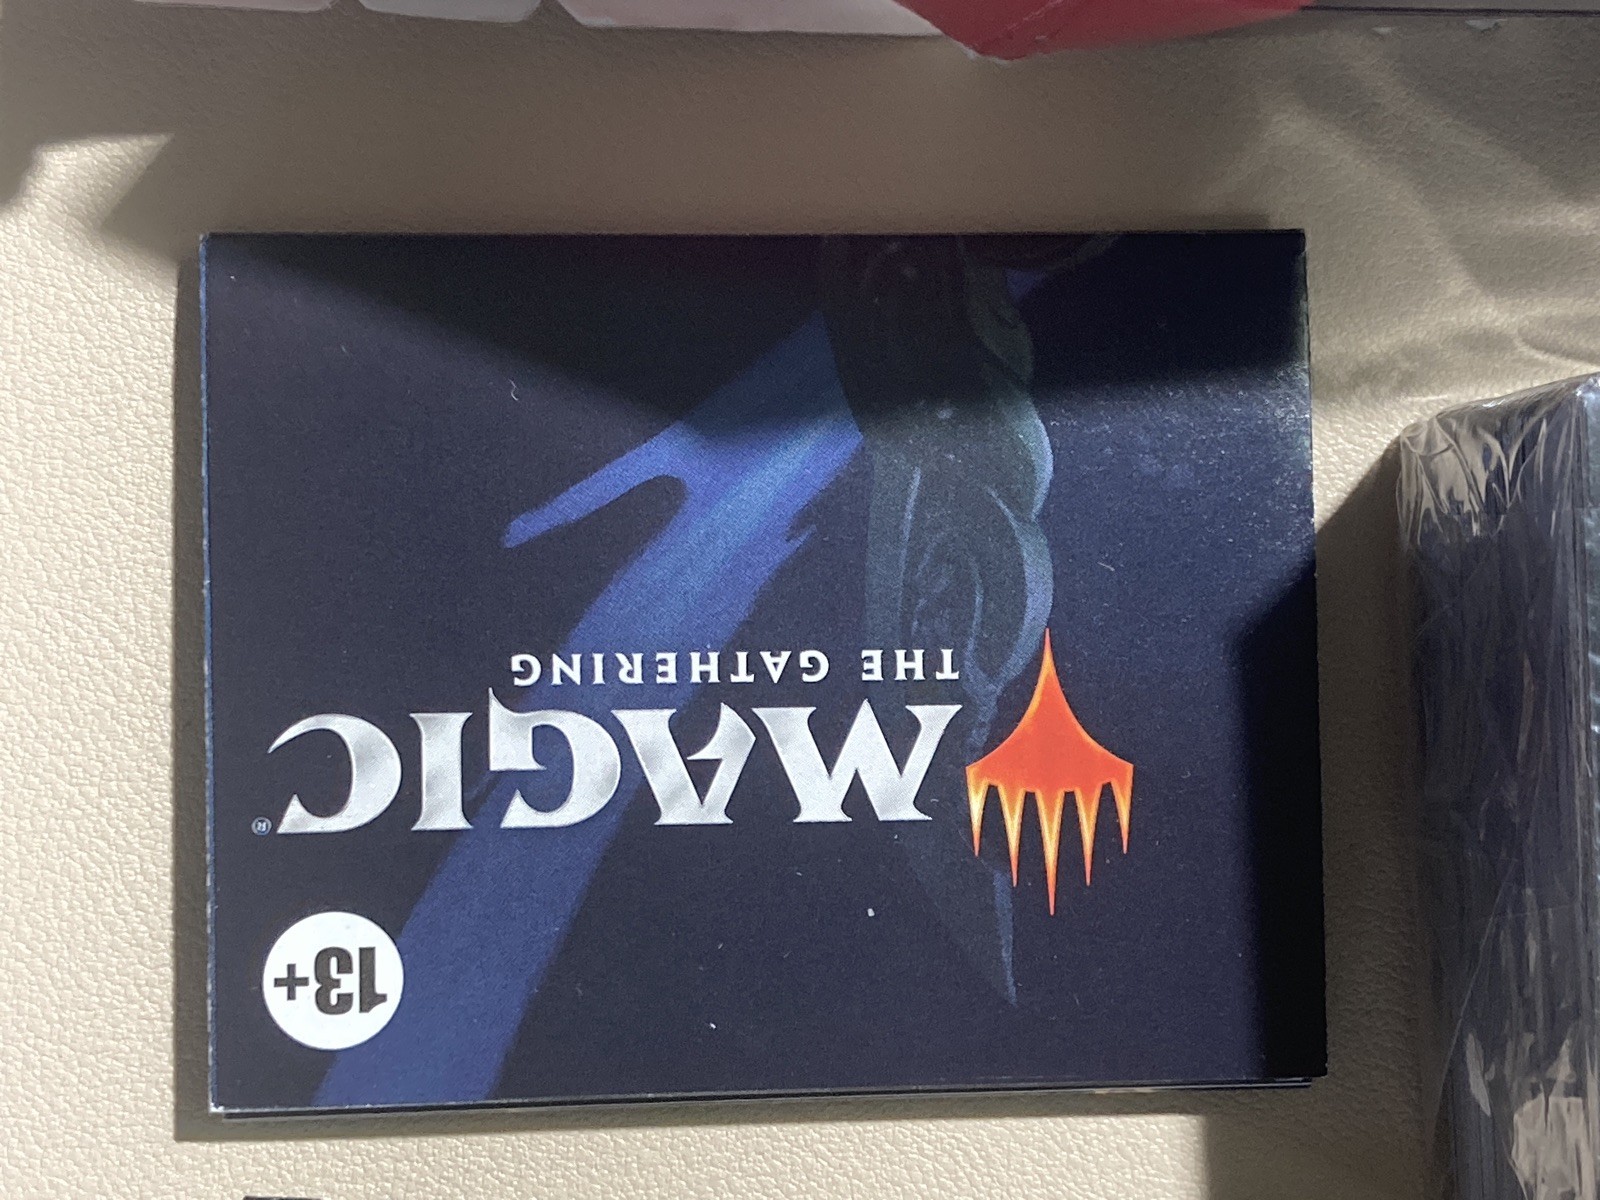 13+
MAGIC®
THE GATHERING